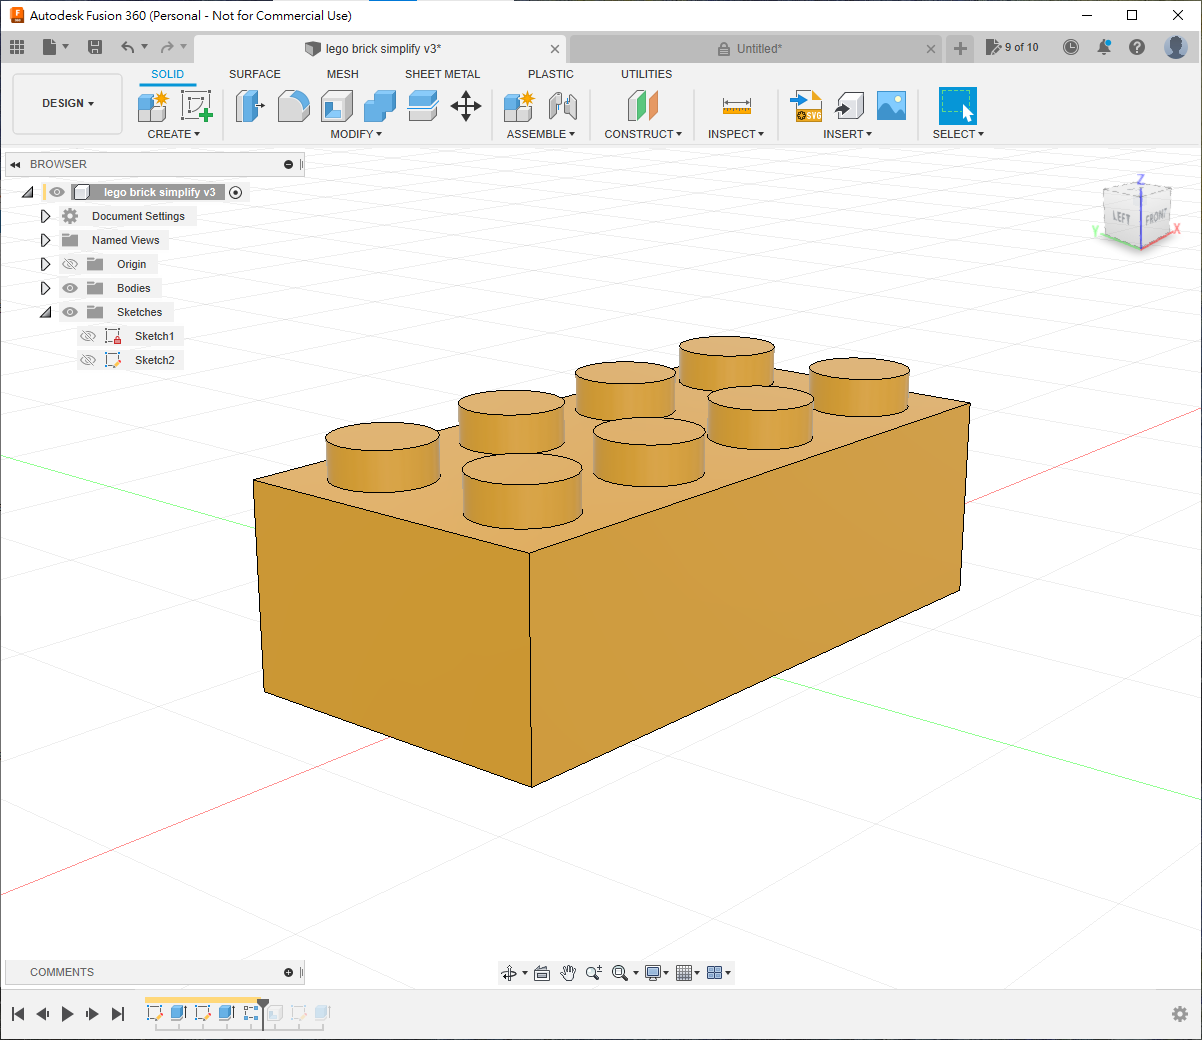 Autodesk Fusion 360 (Personal - Not for Commercial Use)
lego brick simplify v3*
Untitled*
9 of 10
SOLID SURFACE MESH SHEET METAL PLASTIC UTILITIES
DESIGN
SVG
CREATE MODIFY ASSEMBLE CONSTRUCT INSPECT INSERT SELECT
BROWSER
lego brick simplify v3
Document Settings
Named Views
Origin
Bodies
Sketches
Sketch1
Sketch2
Z
LEFT FRONT
Y X
COMMENTS